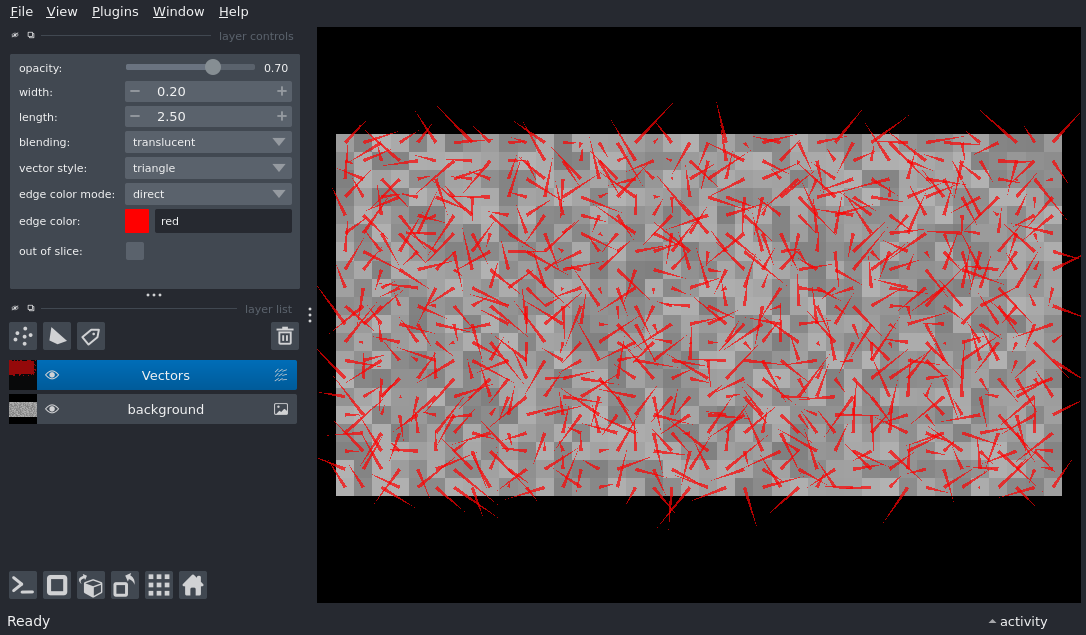 File View Plugins Window Help
layer controls
opacity: 0.70
width: 0.20
length: 2.50
blending: translucent
vector style: triangle
edge color mode: direct
edge color: red
out of slice:
layer list
Vectors
background
Ready
activity